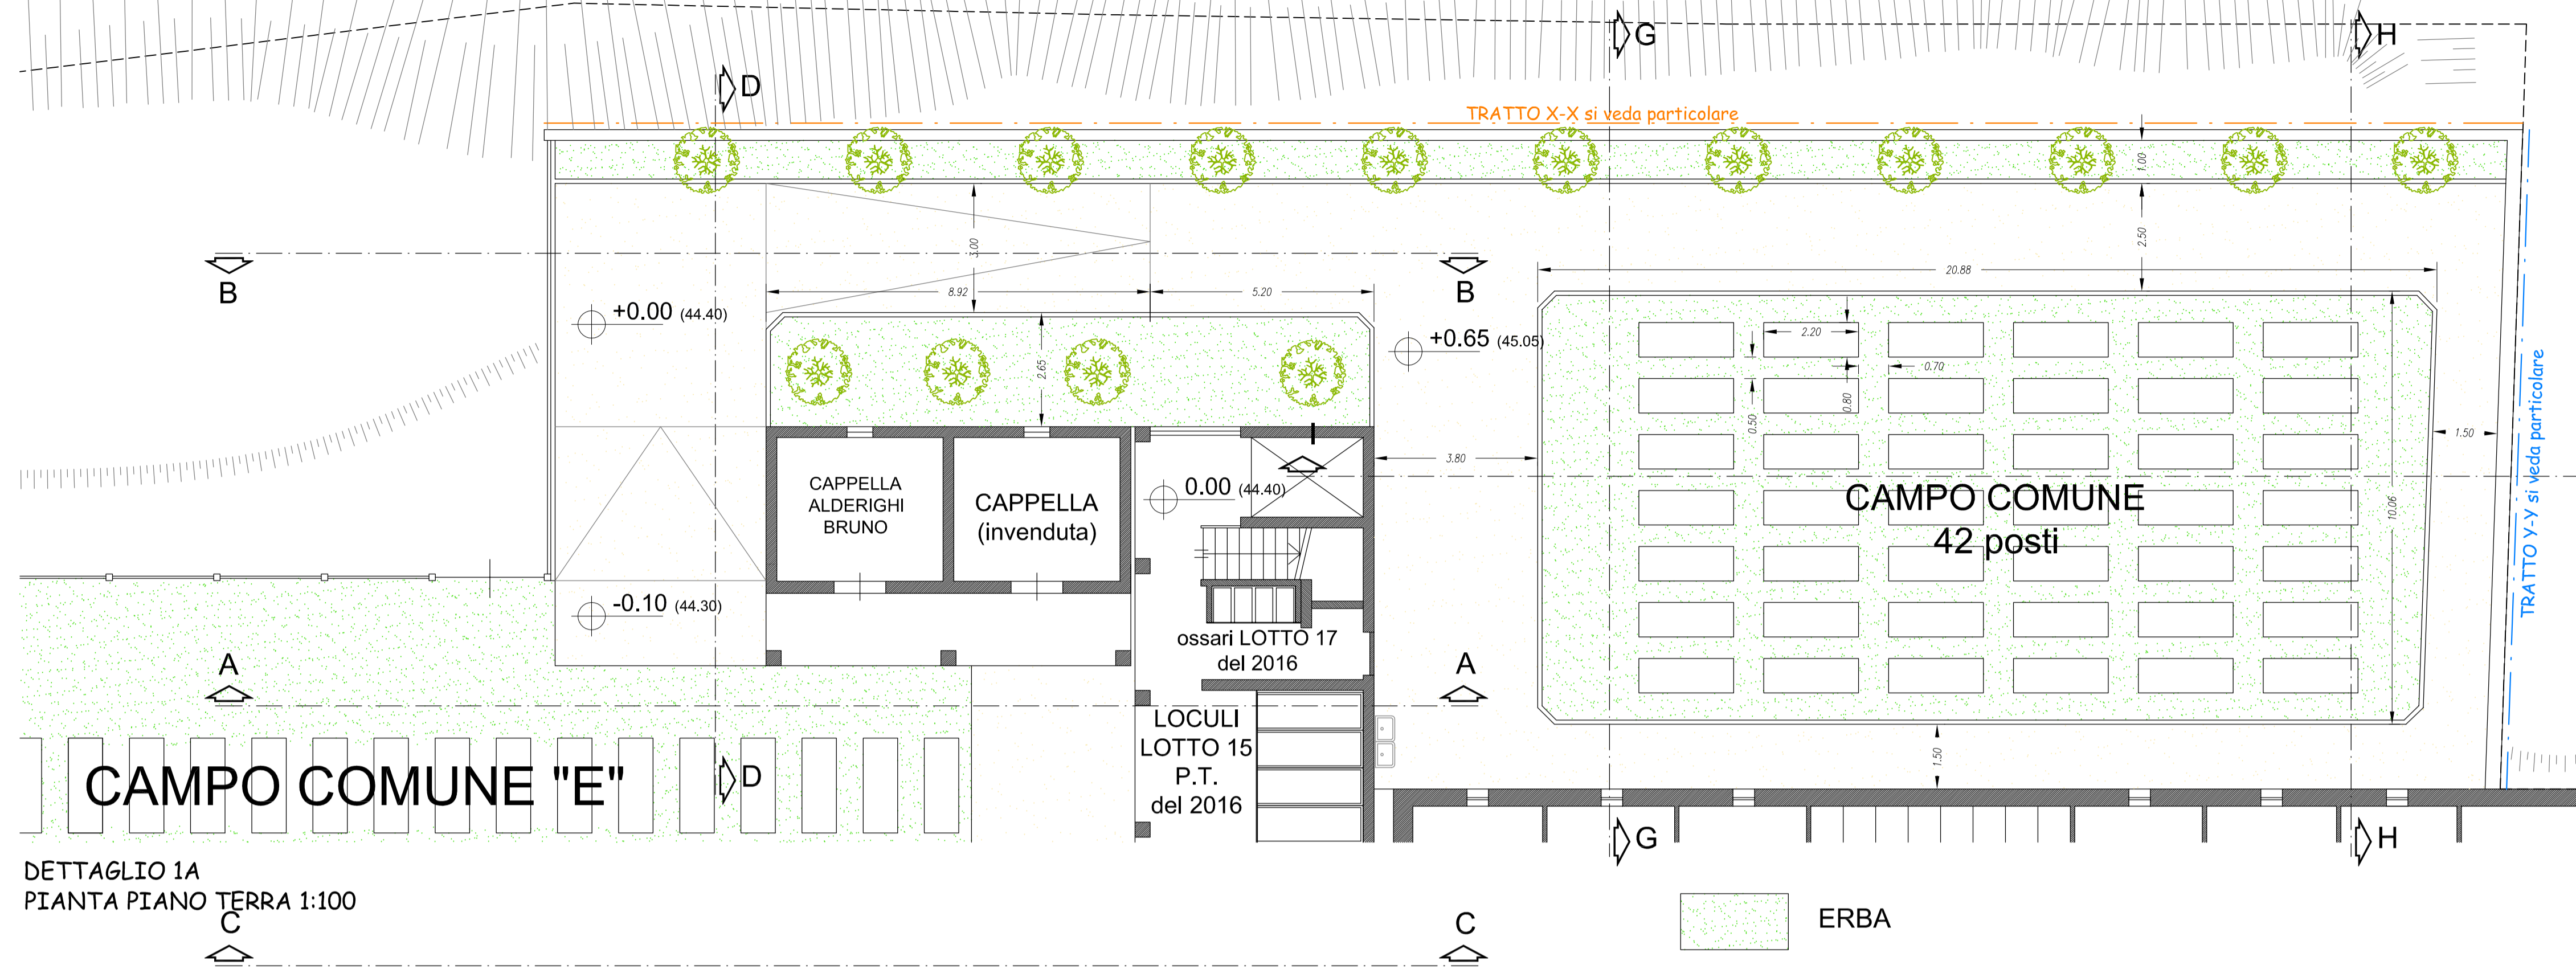 G
H
D
TRATTO X-X si veda particolare
1.00
3.00
2.50
B
B
20.88
8.92
5.20
+0.00 (44.40)
+0.65 (45.05)
2.65
2.20
0.70
0.80
0.50
TRATTO Y-Y si veda particolare
1.50
3.80
CAPPELLA
ALDERIGHI
BRUNO
CAPPELLA
(invenduta)
0.00 (44.40)
CAMPO COMUNE
42 posti
10.06
-0.10 (44.30)
ossari LOTTO 17
del 2016
A
A
LOCULI
LOTTO 15
P.T.
del 2016
1.50
CAMPO COMUNE "E"
D
G
H
DETTAGLIO 1A
PIANTA PIANO TERRA 1:100
C
C
ERBA